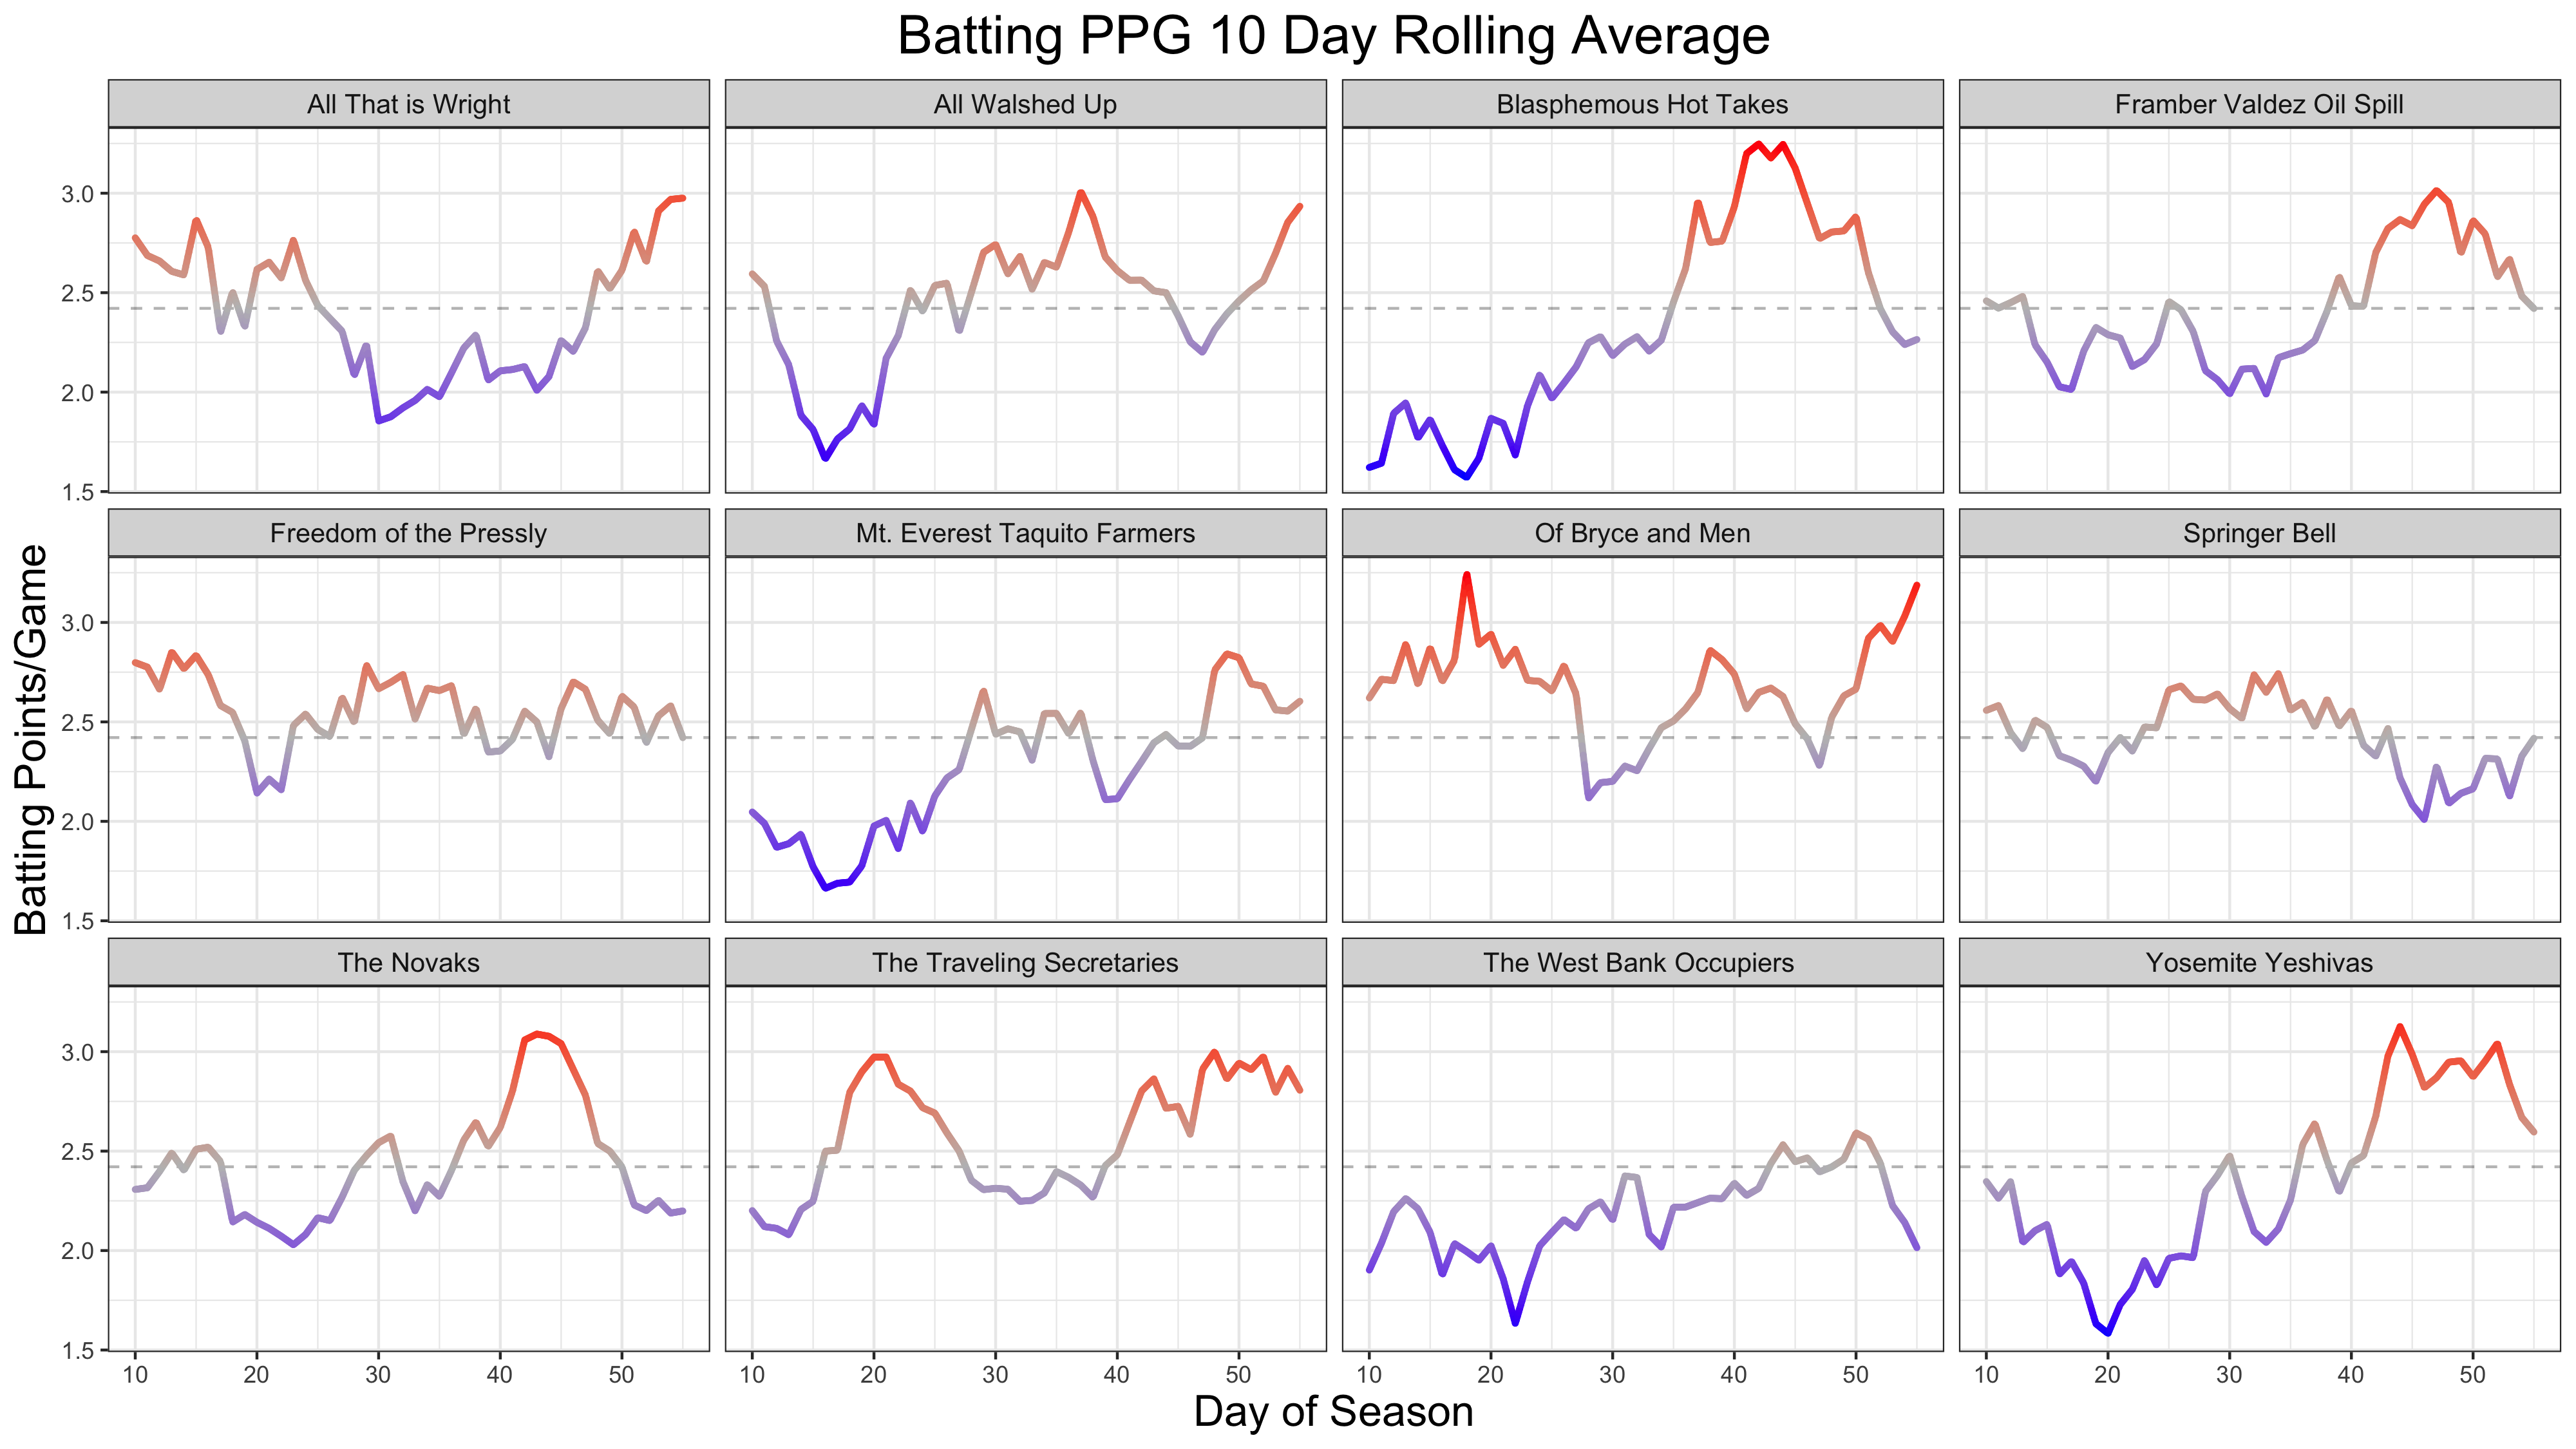 Batting PPG 10 Day Rolling Average
All That is Wright
All Walshed Up
Blasphemous Hot Takes
Framber Valdez Oil Spill
3.0
2.5
2.0
1.5
Freedom of the Pressly
Mt. Everest Taquito Farmers
Of Bryce and Men
Springer Bell
3.0
2.5
2.0
1.5
Batting Points/Game
The Novaks
The Traveling Secretaries
The West Bank Occupiers
Yosemite Yeshivas
3.0
2.5
2.0
1.5
10 20 30 40 50
10 20 30 40 50
10 20 30 40 50
10 20 30 40 50
Day of Season